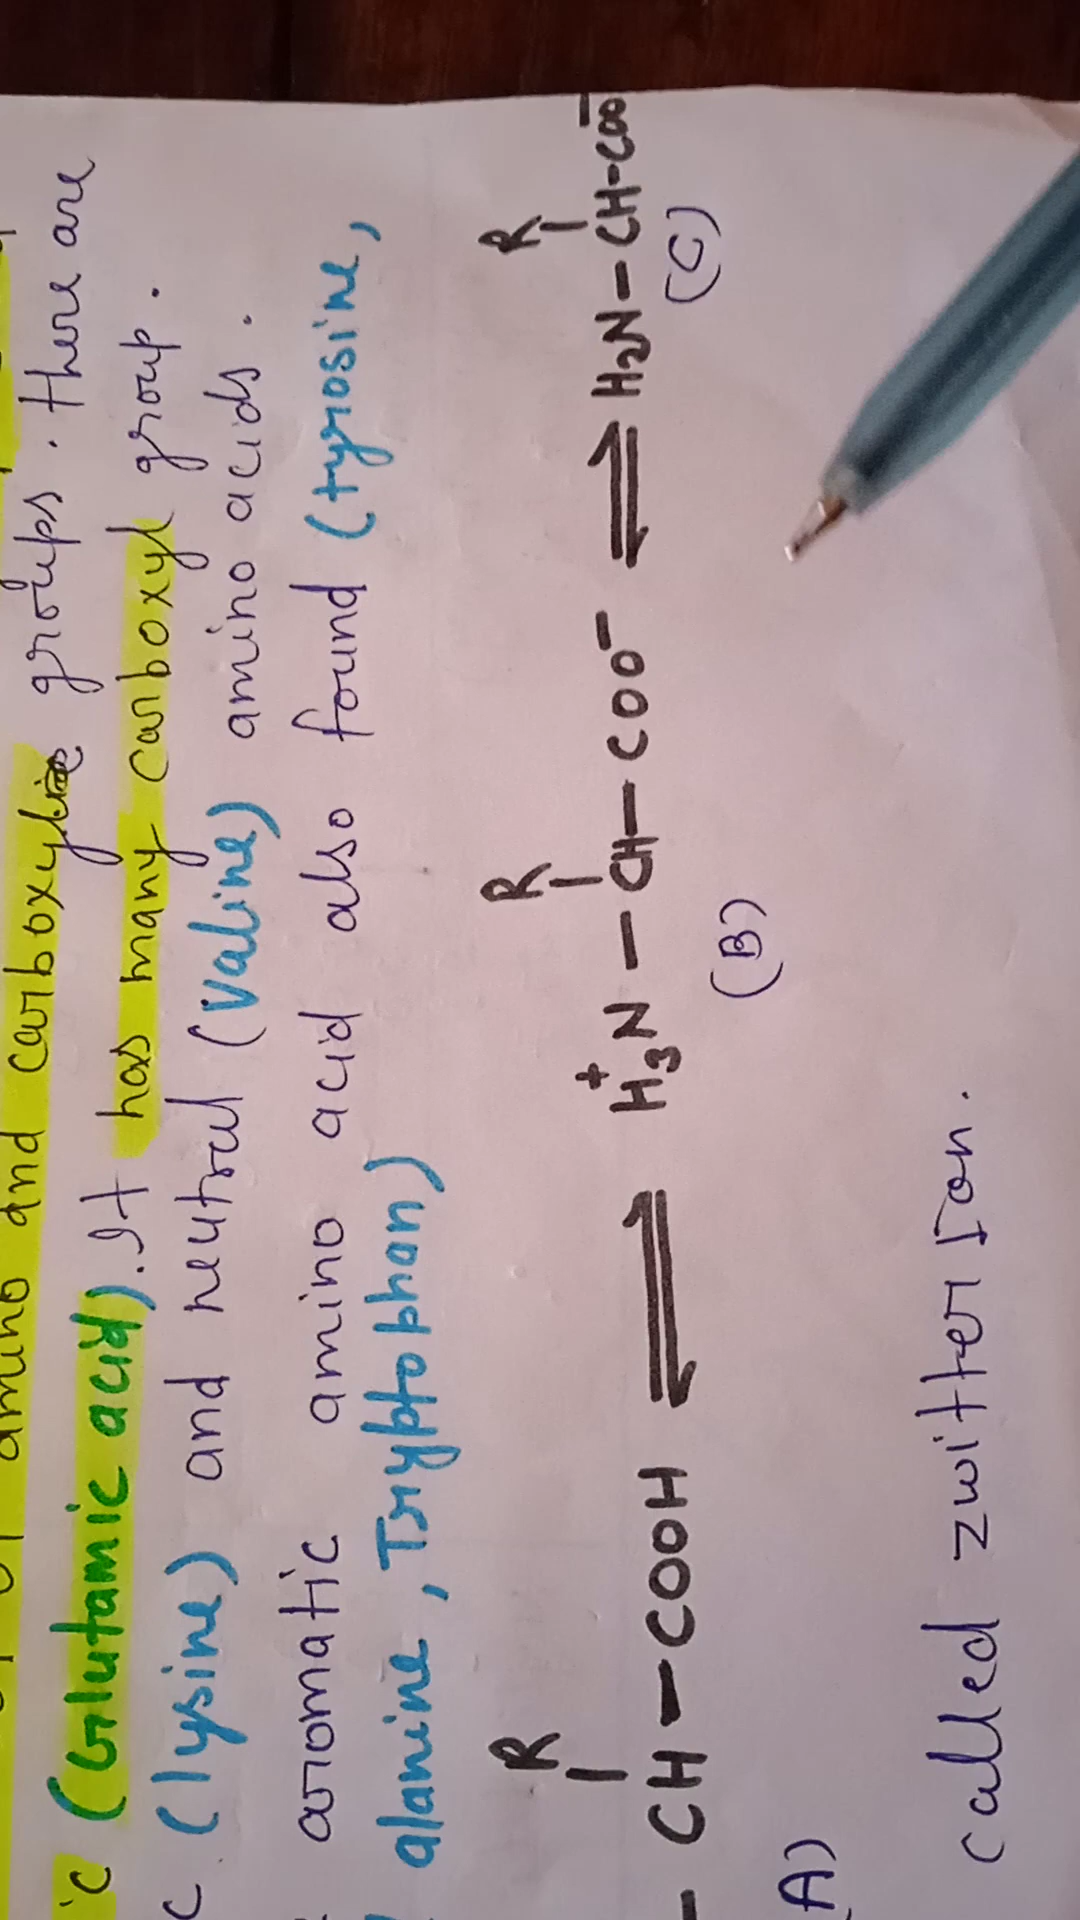 amino and carboxylic groups. There are
ic (Glutamic acid). It has many carboxyl group.
c (lysine) and neutral (valine) amino acids.
aromatic amino acid also found (tyrosine,
alanine, Tryptophan)
R R R
- CH - COOH ⇌ H₃N⁺ - CH - COO⁻ ⇌ H₂N - CH - COO⁻
(A) (B) (C)
called zwitter Ion.